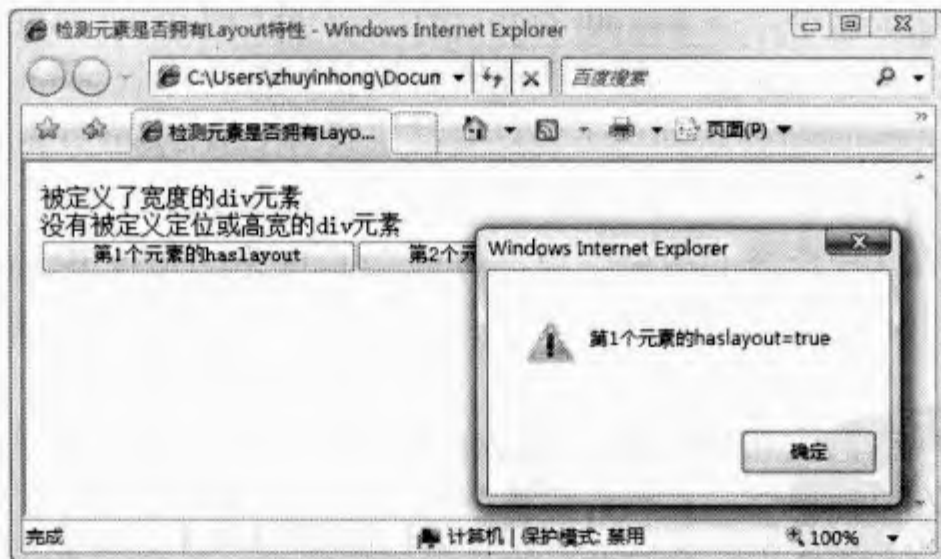 检测元素是否拥有Layout特性 - Windows Internet Explorer
C:\Users\zhuyinhong\Docun
百度搜索
检测元素是否拥有Layo...
页面(P)
被定义了宽度的div元素
没有被定义定位或高宽的div元素
第1个元素的haslayout
第2个元
Windows Internet Explorer
第1个元素的haslayout=true
确定
完成
计算机 | 保护模式: 禁用
100%